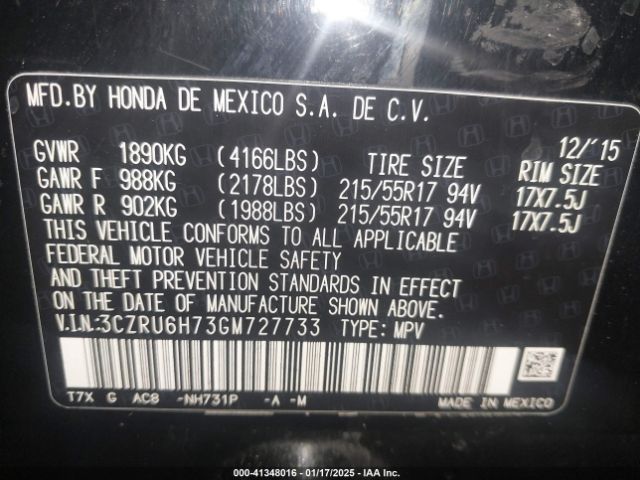 MFD.BY HONDA DE MEXICO S.A. DE C.V.
12/'15
GVWR 1890KG (4166LBS) TIRE SIZE RIM SIZE
GAWR F 988KG (2178LBS) 215/55R17 94V 17X7.5J
GAWR R 902KG (1988LBS) 215/55R17 94V 17X7.5J
THIS VEHICLE CONFORMS TO ALL APPLICABLE
FEDERAL MOTOR VEHICLE SAFETY
AND THEFT PREVENTION STANDARDS IN EFFECT
ON THE DATE OF MANUFACTURE SHOWN ABOVE.
V.I.N:3CZRU6H73GM727733 TYPE: MPV
T7X G AC8 -NH731P -A -M MADE IN MEXICO
000-41348016 - 01/17/2025 - IAA Inc.